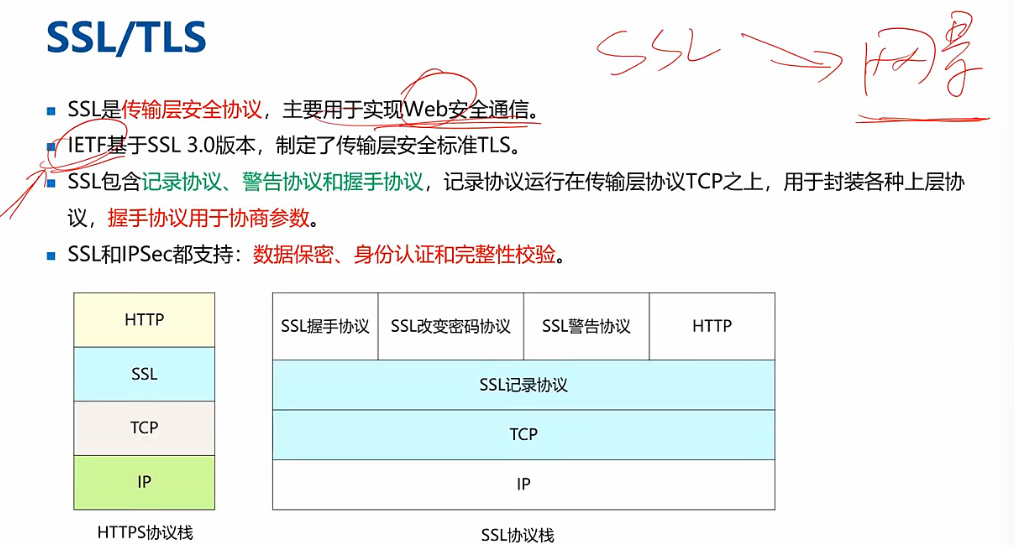 SSL/TLS
SSL
SSL是传输层安全协议，主要用于实现Web安全通信。
IETF基于SSL 3.0版本，制定了传输层安全标准TLS。
SSL包含记录协议、警告协议和握手协议，记录协议运行在传输层协议TCP之上，用于封装各种上层协
议，握手协议用于协商参数。
SSL和IPSec都支持：数据保密、身份认证和完整性校验。
HTTP
SSL
TCP
IP
HTTPS协议栈
SSL握手协议 SSL改变密码协议 SSL警告协议 HTTP
SSL记录协议
TCP
IP
SSL协议栈